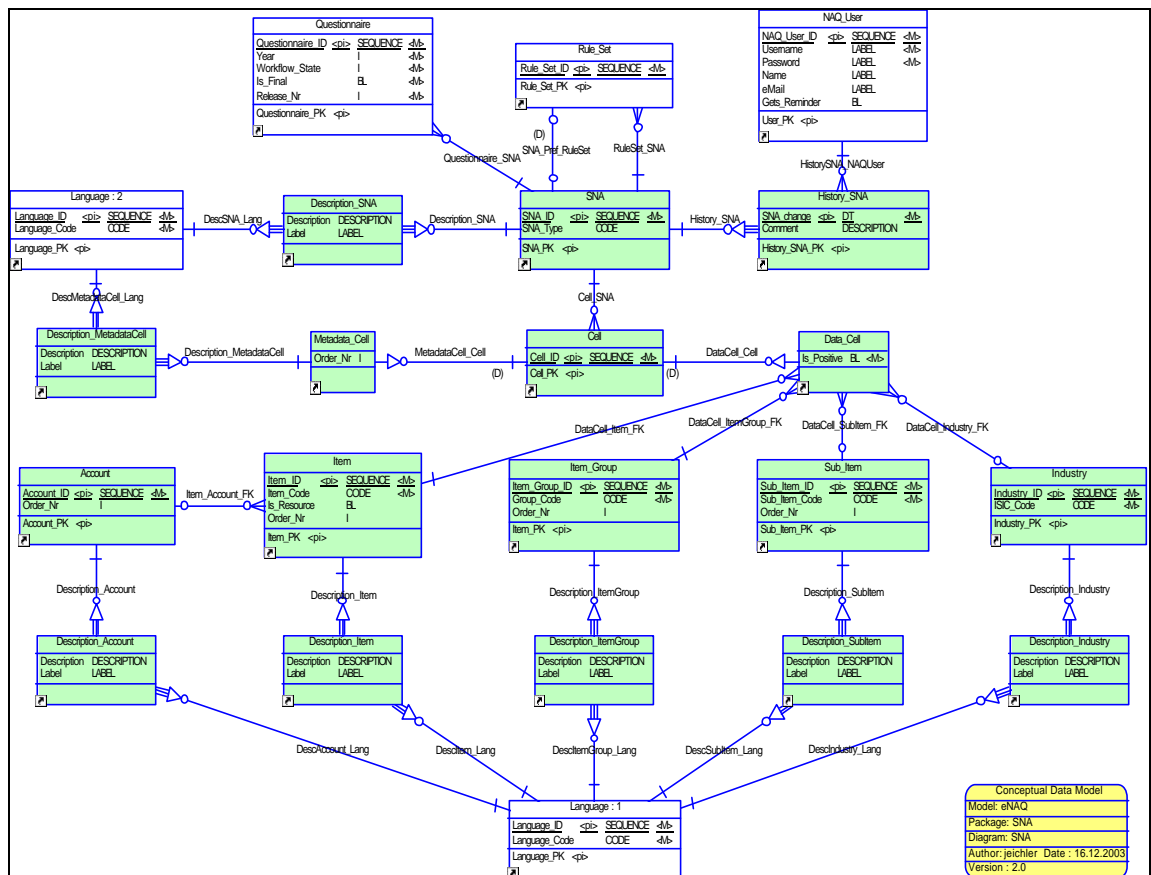 Questionnaire
Questionnaire_ID <pi> SEQUENCE <M>
Year I <M>
Workflow_State I <M>
Is_Final BL <M>
Release_Nr I <M>
Questionnaire_PK <pi>
Rule_Set
Rule_Set_ID <pi> SEQUENCE <M>
Rule_Set_PK <pi>
NAQ_User
NAQ_User_ID <pi> SEQUENCE <M>
Username LABEL <M>
Password LABEL <M>
Name LABEL
eMail LABEL
Gets_Reminder BL
User_PK <pi>
(D)
SNA_Pref_RuleSet
RuleSet_SNA
Questionnaire_SNA
HistorySNA_NAQUser
Language : 2
Language_ID <pi> SEQUENCE <M>
Language_Code CODE <M>
Language_PK <pi>
DescSNA_Lang
Description_SNA
Description DESCRIPTION
Label LABEL
Description_SNA
SNA
SNA_ID <pi> SEQUENCE <M>
SNA_Type CODE
SNA_PK <pi>
History_SNA
History_SNA
SNA_change <pi> DT <M>
Comment DESCRIPTION
History_SNA_PK <pi>
DescMetadataCell_Lang
Cell_SNA
Description_MetadataCell
Description DESCRIPTION
Label LABEL
Description_MetadataCell
Metadata_Cell
Order_Nr I
MetadataCell_Cell
(D)
Cell
Cell_ID <pi> SEQUENCE <M>
Cell_PK <pi>
DataCell_Cell
(D)
Data_Cell
Is_Positive BL <M>
DataCell_Item_FK
DataCell_ItemGroup_FK
DataCell_SubItem_FK
DataCell_Industry_FK
Account
Account_ID <pi> SEQUENCE <M>
Order_Nr I
Account_PK <pi>
Item_Account_FK
Item
Item_ID <pi> SEQUENCE <M>
Item_Code CODE <M>
Is_Resource BL
Order_Nr I
Item_PK <pi>
Item_Group
Item_Group_ID <pi> SEQUENCE <M>
Group_Code CODE <M>
Order_Nr I
Item_PK <pi>
Sub_Item
Sub_Item_ID <pi> SEQUENCE <M>
Sub_Item_Code CODE <M>
Order_Nr I
Sub_Item_PK <pi>
Industry
Industry_ID <pi> SEQUENCE <M>
ISIC_Code CODE <M>
Industry_PK <pi>
Description_Account
Description_Item
Description_ItemGroup
Description_SubItem
Description_Industry
Description_Account
Description DESCRIPTION
Label LABEL
Description_Item
Description DESCRIPTION
Label LABEL
Description_ItemGroup
Description DESCRIPTION
Label LABEL
Description_SubItem
Description DESCRIPTION
Label LABEL
Description_Industry
Description DESCRIPTION
Label LABEL
DescAccount_Lang
DescItem_Lang
DescItemGroup_Lang
DescSubItem_Lang
DescIndustry_Lang
Language : 1
Language_ID <pi> SEQUENCE <M>
Language_Code CODE <M>
Language_PK <pi>
Conceptual Data Model
Model: eNAQ
Package: SNA
Diagram: SNA
Author: jeichler Date : 16.12.2003
Version : 2.0